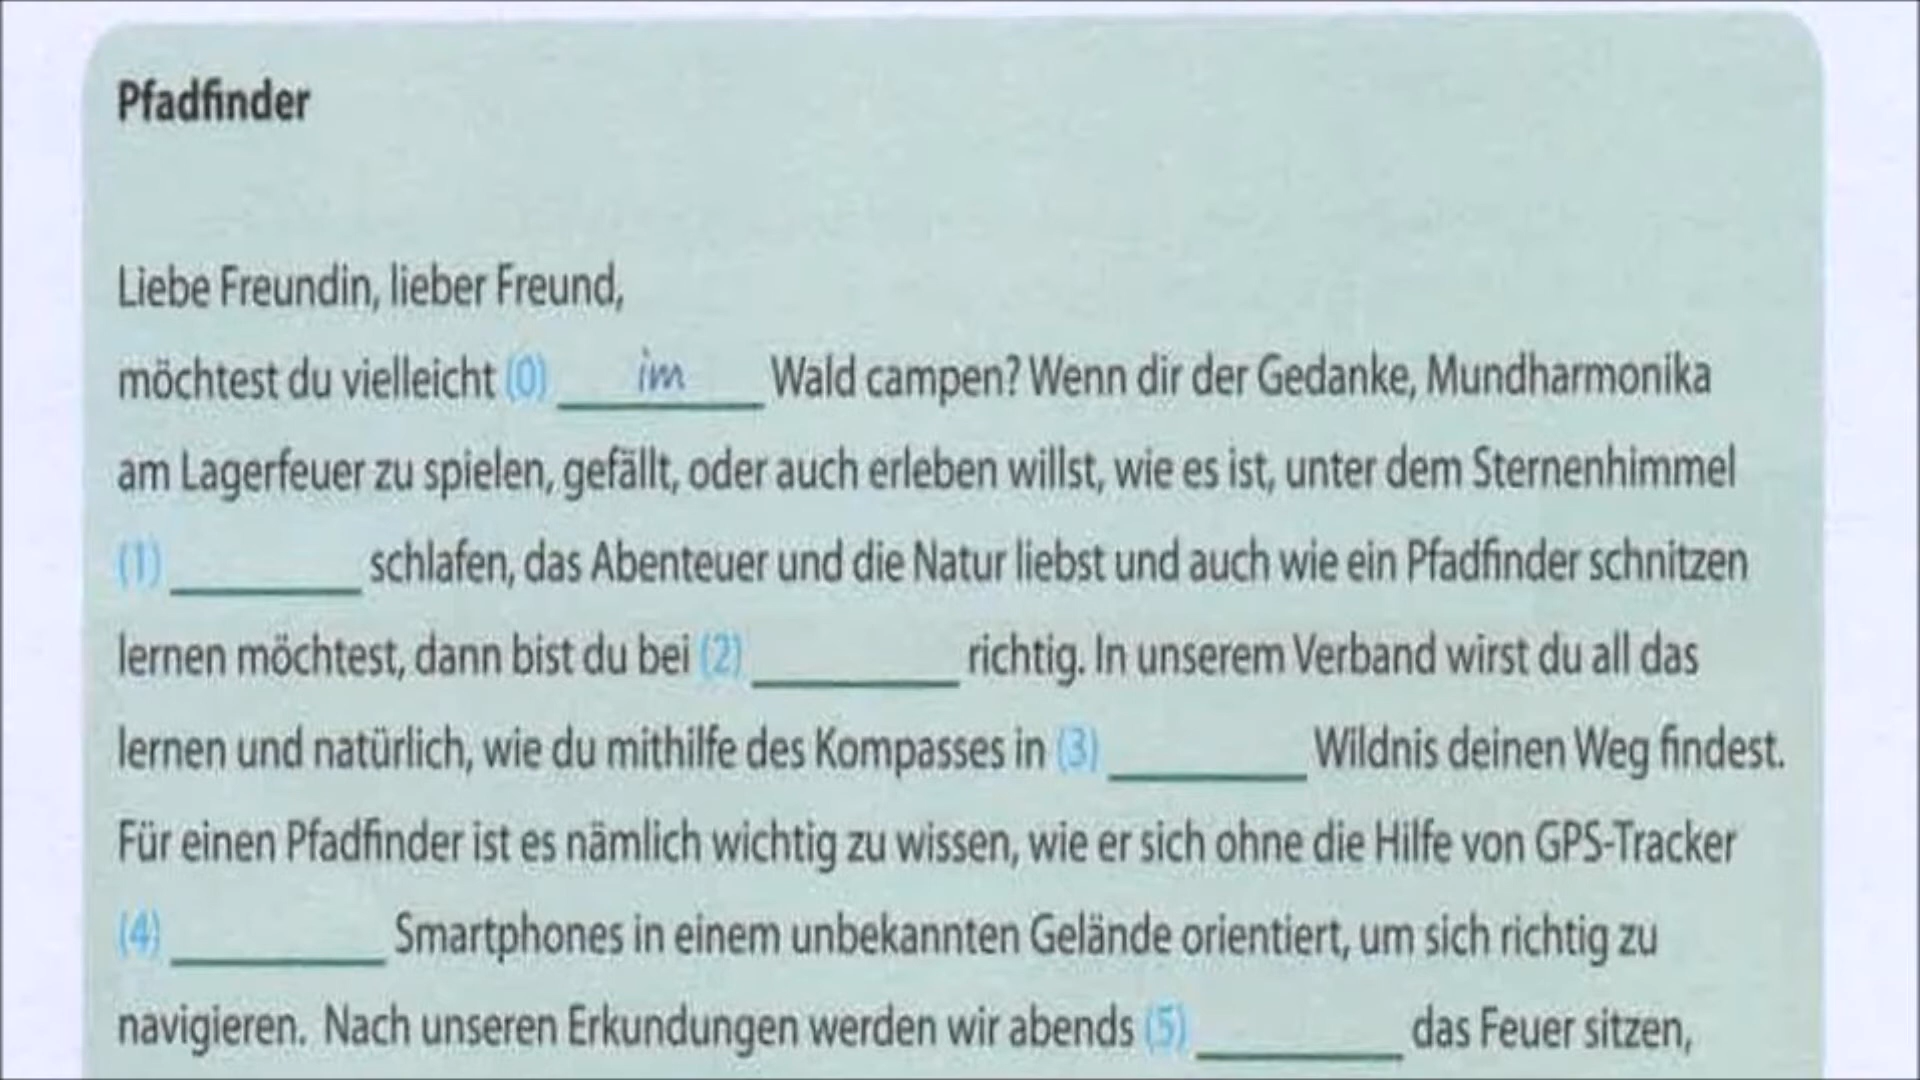 Pfadfinder
Liebe Freundin, lieber Freund,
möchtest du vielleicht (0) im Wald campen? Wenn dir der Gedanke, Mundharmonika
am Lagerfeuer zu spielen, gefällt, oder auch erleben willst, wie es ist, unter dem Sternenhimmel
(1) ________ schlafen, das Abenteuer und die Natur liebst und auch wie ein Pfadfinder schnitzen
lernen möchtest, dann bist du bei (2) ________ richtig. In unserem Verband wirst du all das
lernen und natürlich, wie du mithilfe des Kompasses in (3) ________ Wildnis deinen Weg findest.
Für einen Pfadfinder ist es nämlich wichtig zu wissen, wie er sich ohne die Hilfe von GPS-Tracker
(4) ________ Smartphones in einem unbekannten Gelände orientiert, um sich richtig zu
navigieren. Nach unseren Erkundungen werden wir abends (5) ________ das Feuer sitzen,